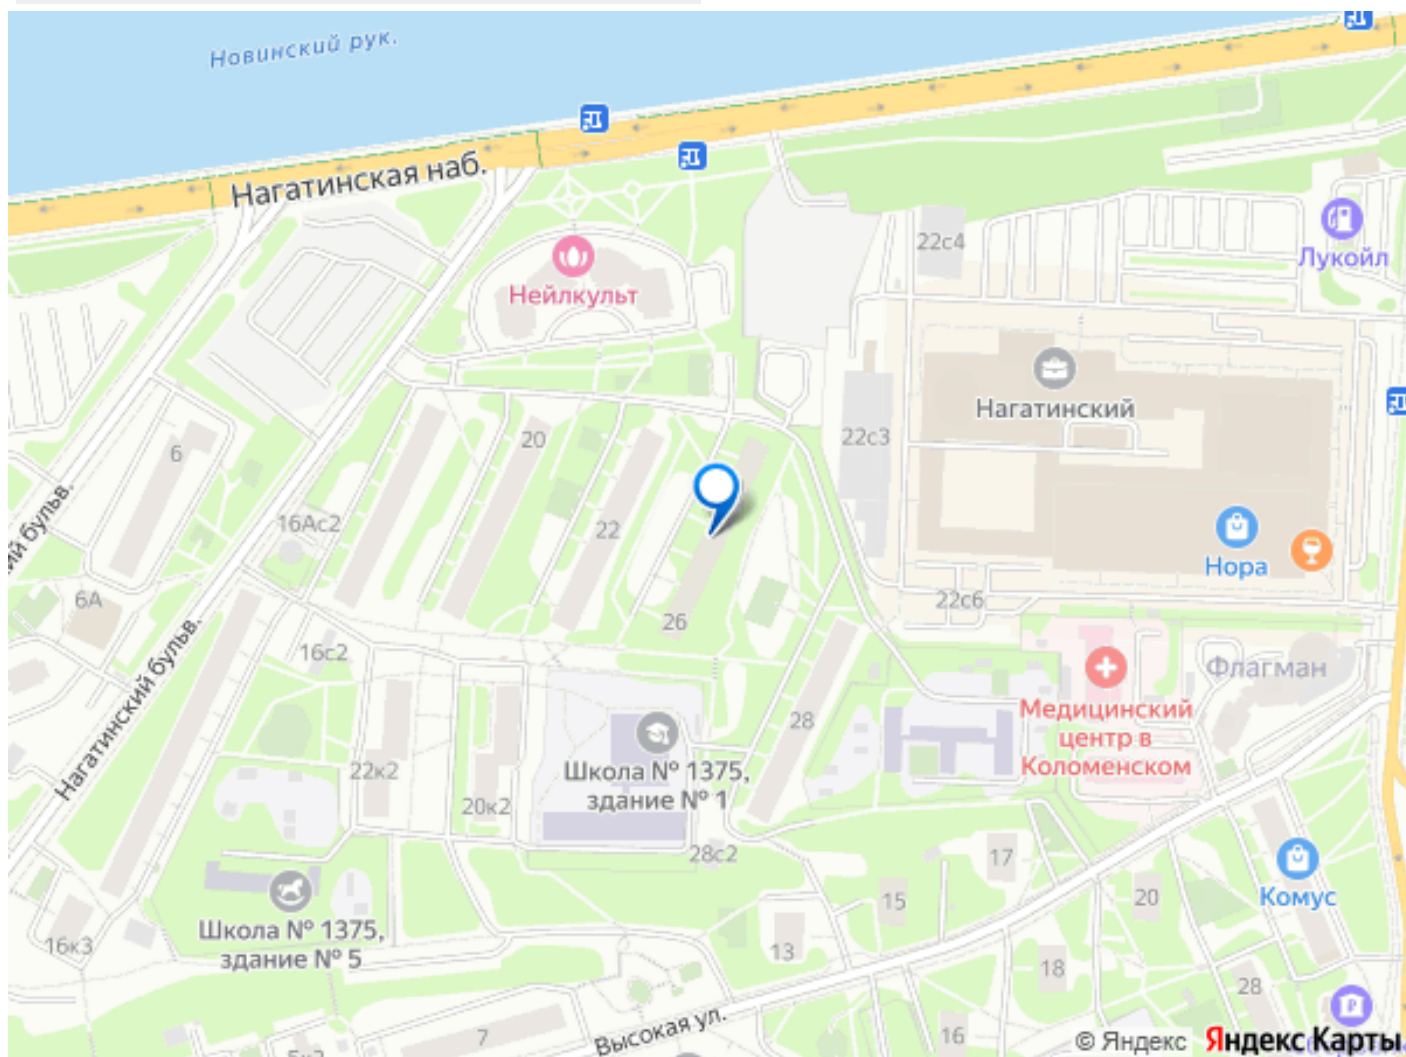 Новинский рук.
Нагатинская наб.
22с4
Лукойл
Нейлкульт
Нагатинский
22с3
20
6
22
16Ас2
Нора
ий бульв.
6А
22с6
26
16с2
Нагатинский бульв.
Флагман
28
Медицинский
центр в
Коломенском
22к2
Школа № 1375,
здание № 1
20к2
28с2
17
Комус
15
20
Школа № 1375,
здание № 5
16к3
13
18
28
7
Высокая ул.
16
5к2
© Яндекс
Яндекс Карты